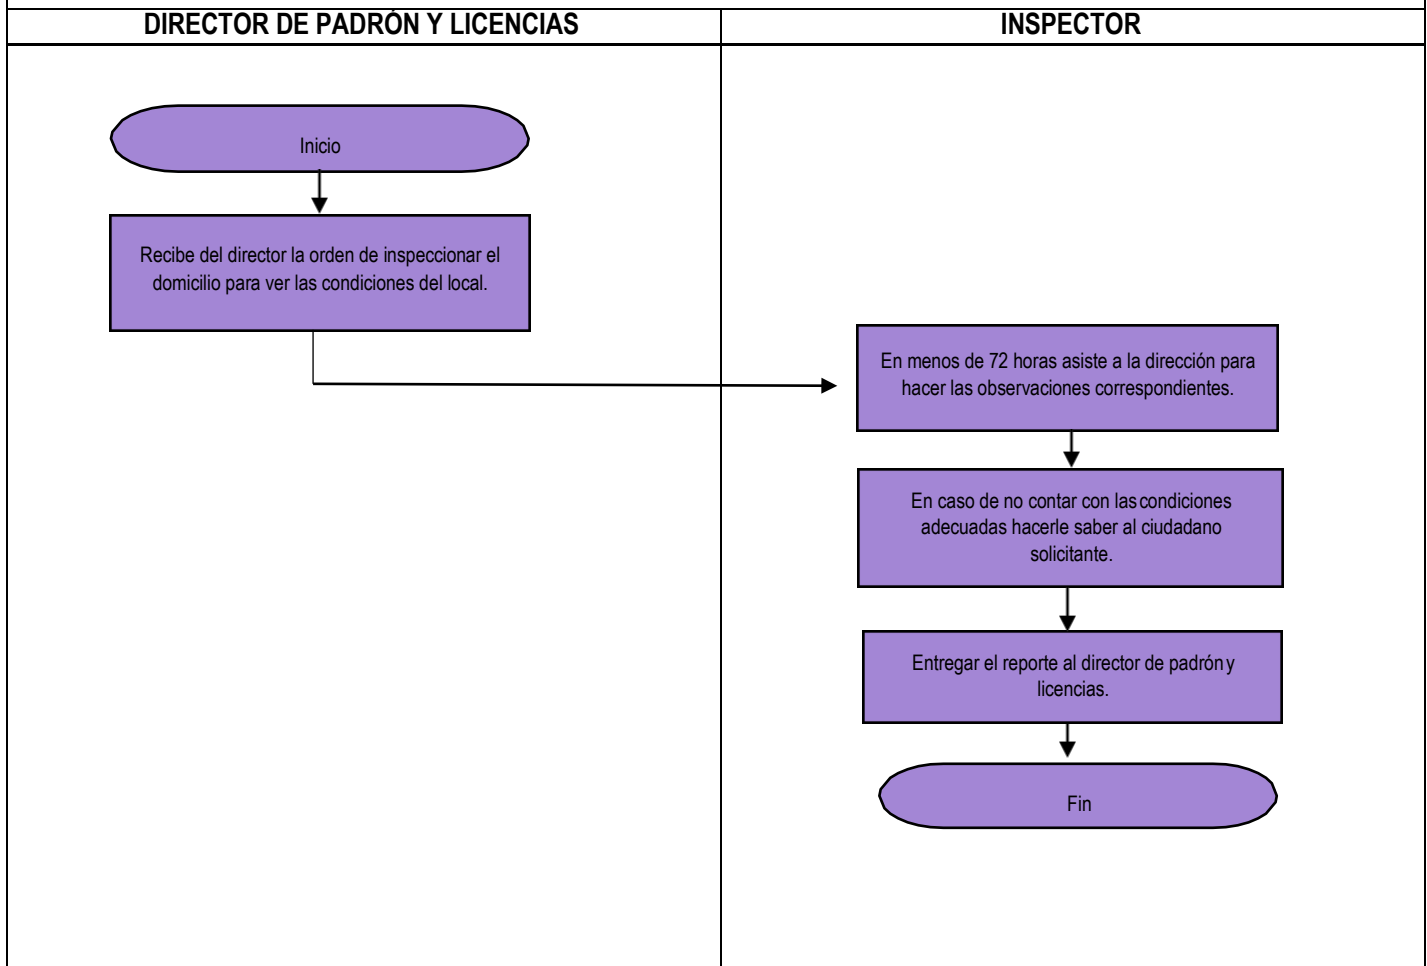 DIRECTOR DE PADRÓN Y LICENCIAS
INSPECTOR
Inicio
Recibe del director la orden de inspeccionar el
domicilio para ver las condiciones del local.
En menos de 72 horas asiste a la dirección para
hacer las observaciones correspondientes.
En caso de no contar con las condiciones
adecuadas hacerle saber al ciudadano
solicitante.
Entregar el reporte al director de padrón y
licencias.
Fin